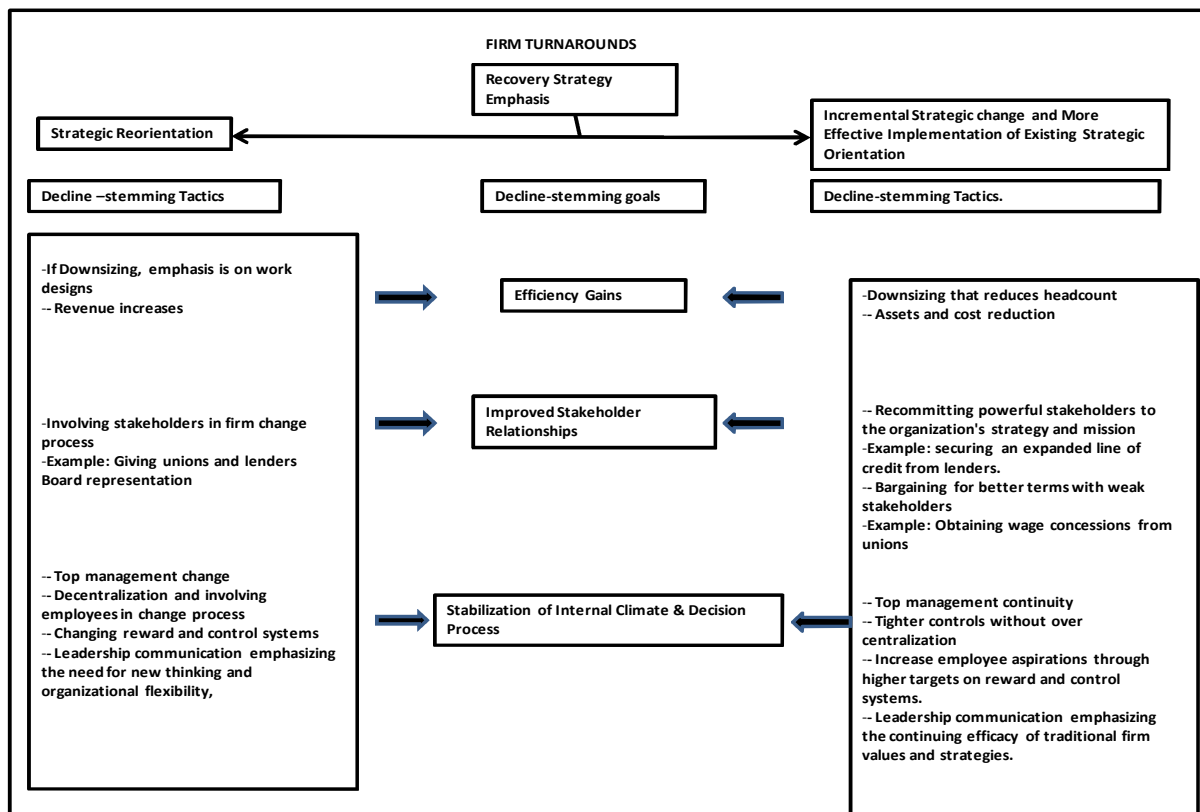 FIRM TURNAROUNDS
Recovery Strategy
Emphasis
Strategic Reorientation
Incremental Strategic change and More
Effective Implementation of Existing Strategic
Orientation
Decline –stemming Tactics
Decline-stemming goals
Decline-stemming Tactics.
-If Downsizing, emphasis is on work
designs
-- Revenue increases
Efficiency Gains
-Downsizing that reduces headcount
-- Assets and cost reduction
-Involving stakeholders in firm change
process
-Example: Giving unions and lenders
Board representation
Improved Stakeholder
Relationships
-- Recommitting powerful stakeholders to
the organization's strategy and mission
-Example: securing an expanded line of
credit from lenders.
-- Bargaining for better terms with weak
stakeholders
-Example: Obtaining wage concessions from
unions
-- Top management change
-- Decentralization and involving
employees in change process
-- Changing reward and control systems
-- Leadership communication emphasizing
the need for new thinking and
organizational flexibility,
Stabilization of Internal Climate & Decision
Process
-- Top management continuity
-- Tighter controls without over
centralization
-- Increase employee aspirations through
higher targets on reward and control
systems.
-- Leadership communication emphasizing
the continuing efficacy of traditional firm
values and strategies.